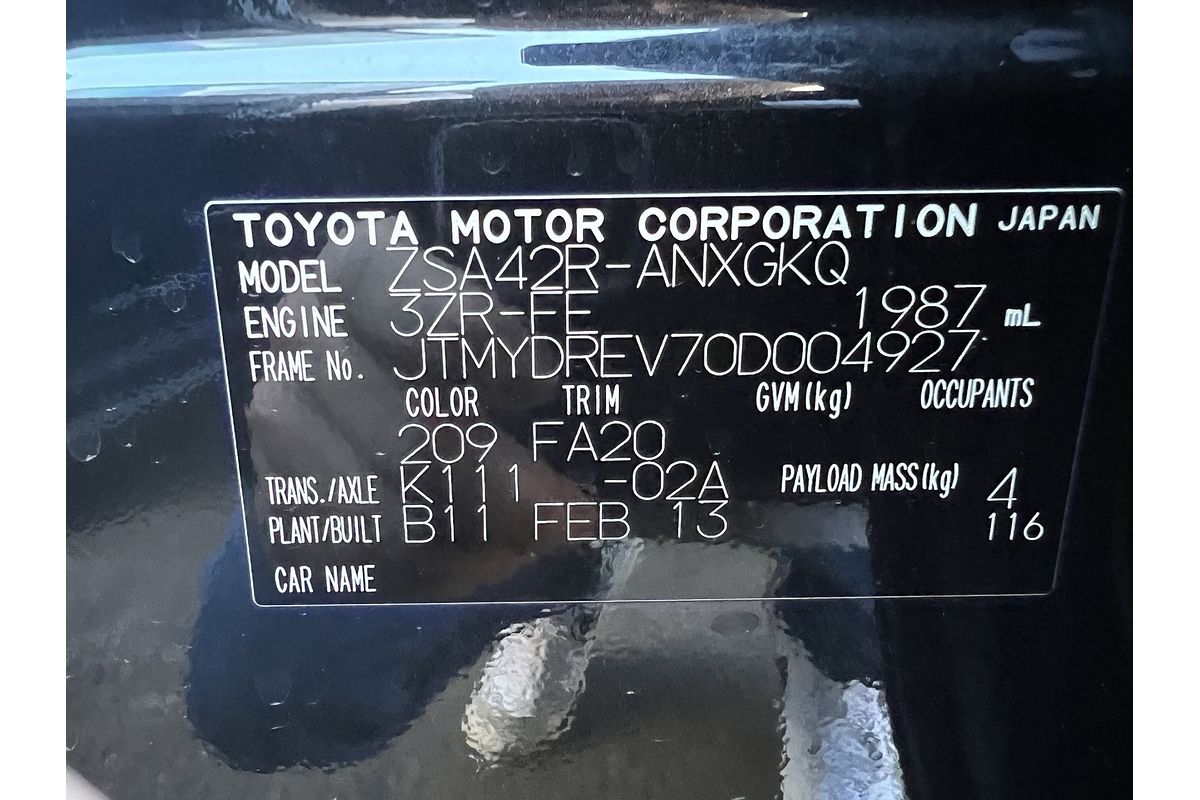 TOYOTA MOTOR CORPORATION JAPAN
MODEL ZSA42R-ANXGKQ
ENGINE 3ZR-FE 1987 mL
FRAME No. JTMYDREV70D004927
COLOR TRIM GVM(kg) OCCUPANTS
209 FA20
TRANS./AXLE K111 -02A PAYLOAD MASS(kg) 4
PLANT/BUILT B11 FEB 13 116
CAR NAME